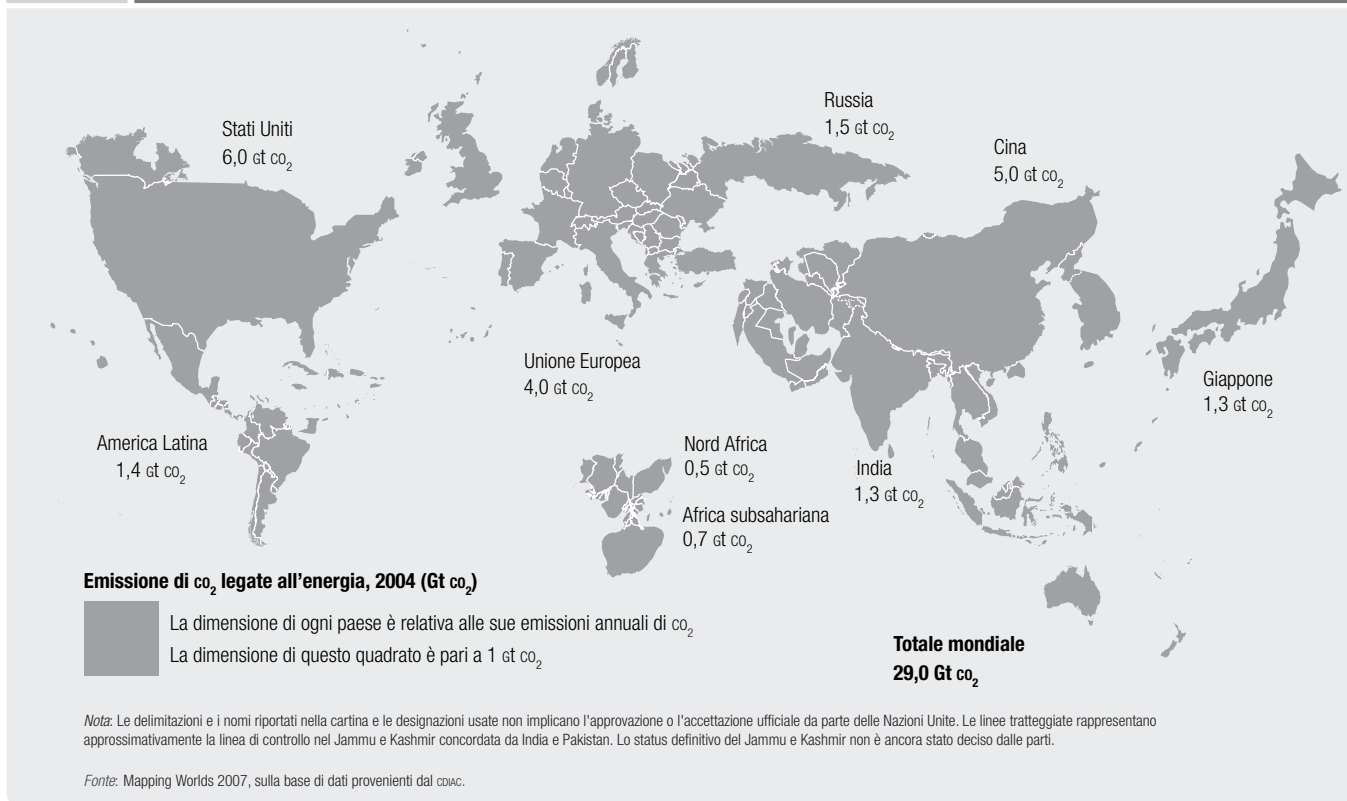 Stati Uniti
6,0 Gt CO₂
Russia
1,5 Gt CO₂
Cina
5,0 Gt CO₂
Unione Europea
4,0 Gt CO₂
Giappone
1,3 Gt CO₂
America Latina
1,4 Gt CO₂
Nord Africa
0,5 Gt CO₂
India
1,3 Gt CO₂
Africa subsahariana
0,7 Gt CO₂
Emissione di CO₂ legate all'energia, 2004 (Gt CO₂)
La dimensione di ogni paese è relativa alle sue emissioni annuali di CO₂
La dimensione di questo quadrato è pari a 1 Gt CO₂
Totale mondiale
29,0 Gt CO₂
Nota: Le delimitazioni e i nomi riportati nella cartina e le designazioni usate non implicano l'approvazione o l'accettazione ufficiale da parte delle Nazioni Unite. Le linee tratteggiate rappresentano
approssimativamente la linea di controllo nel Jammu e Kashmir concordata da India e Pakistan. Lo status definitivo del Jammu e Kashmir non è ancora stato deciso dalle parti.
Fonte: Mapping Worlds 2007, sulla base di dati provenienti dal CDIAC.